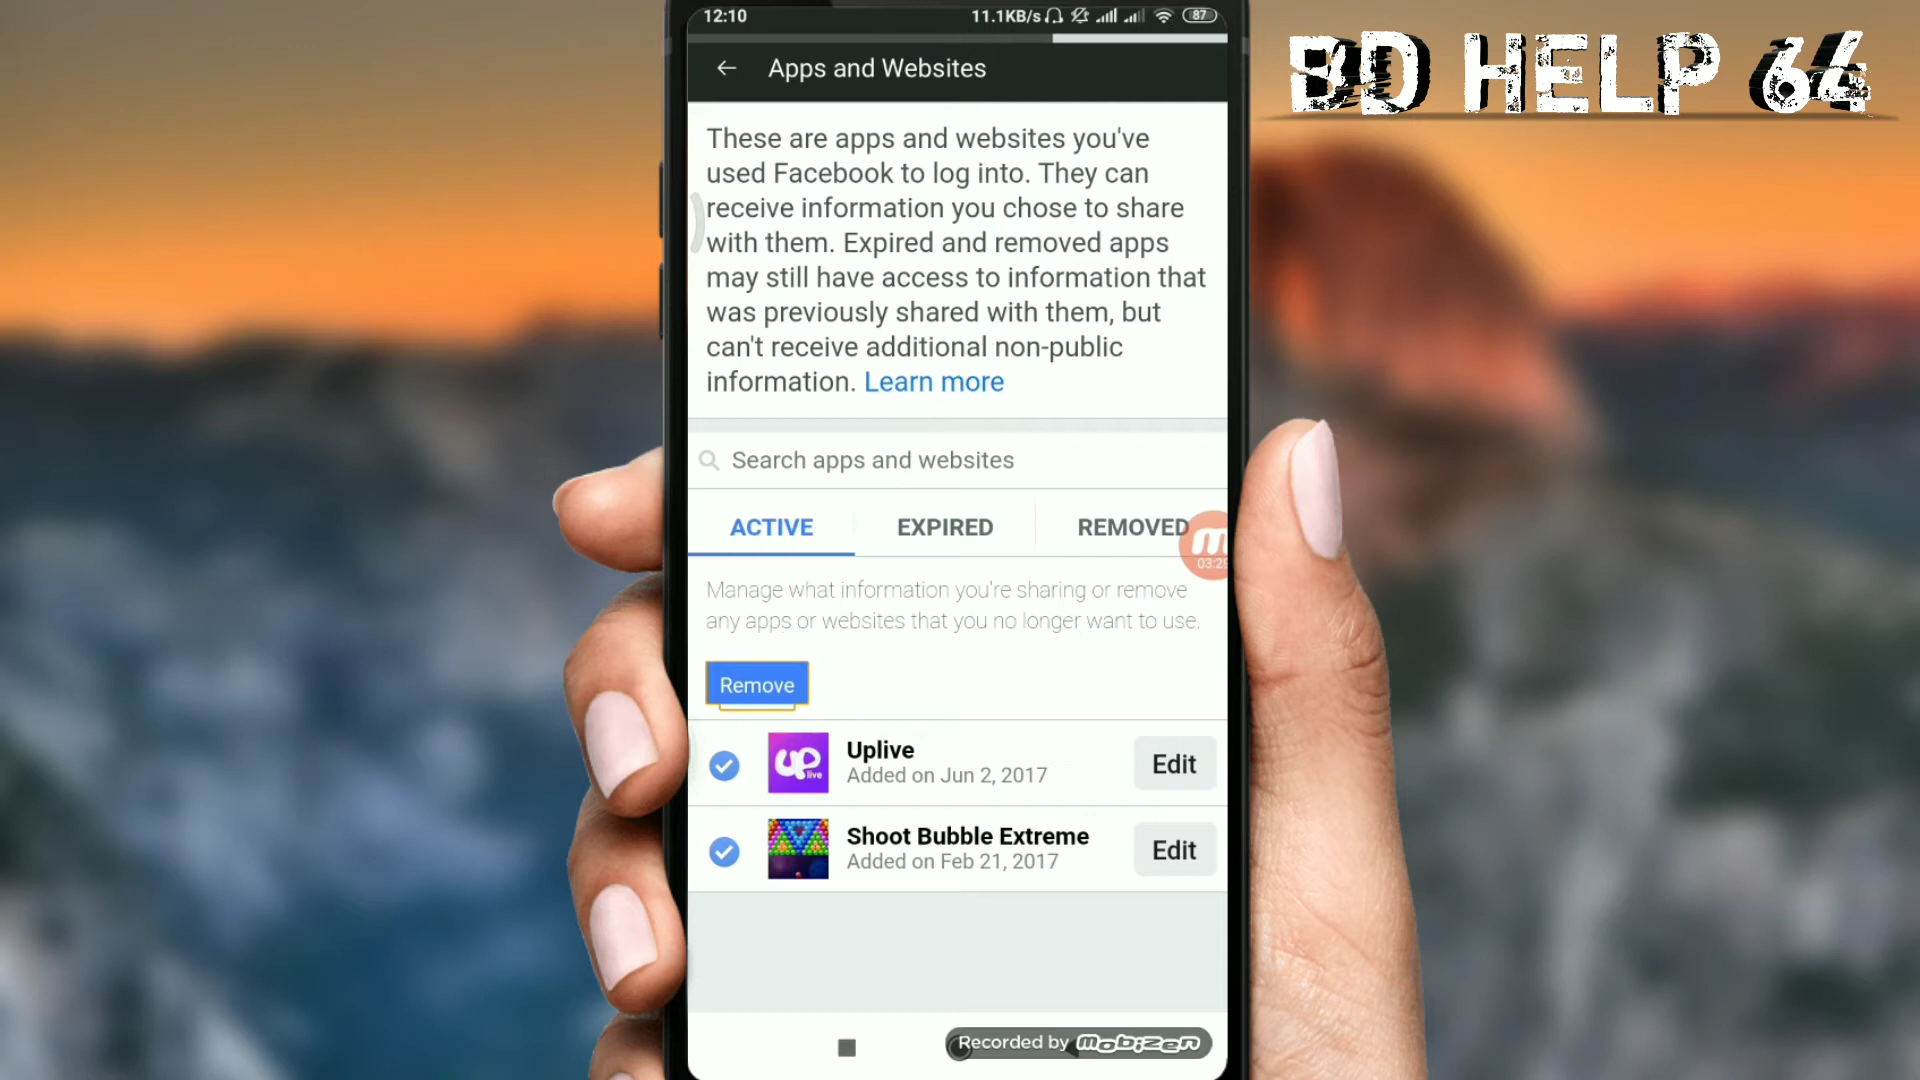 12:10
11.1KB/s
87
BD HELP 64
Apps and Websites
These are apps and websites you've
used Facebook to log into. They can
receive information you chose to share
with them. Expired and removed apps
may still have access to information that
was previously shared with them, but
can't receive additional non-public
information. Learn more
Search apps and websites
ACTIVE
EXPIRED
REMOVED
03:28
Manage what information you're sharing or remove
any apps or websites that you no longer want to use.
Remove
UP live
Uplive
Added on Jun 2, 2017
Edit
Shoot Bubble Extreme
Added on Feb 21, 2017
Edit
Recorded by mobizen